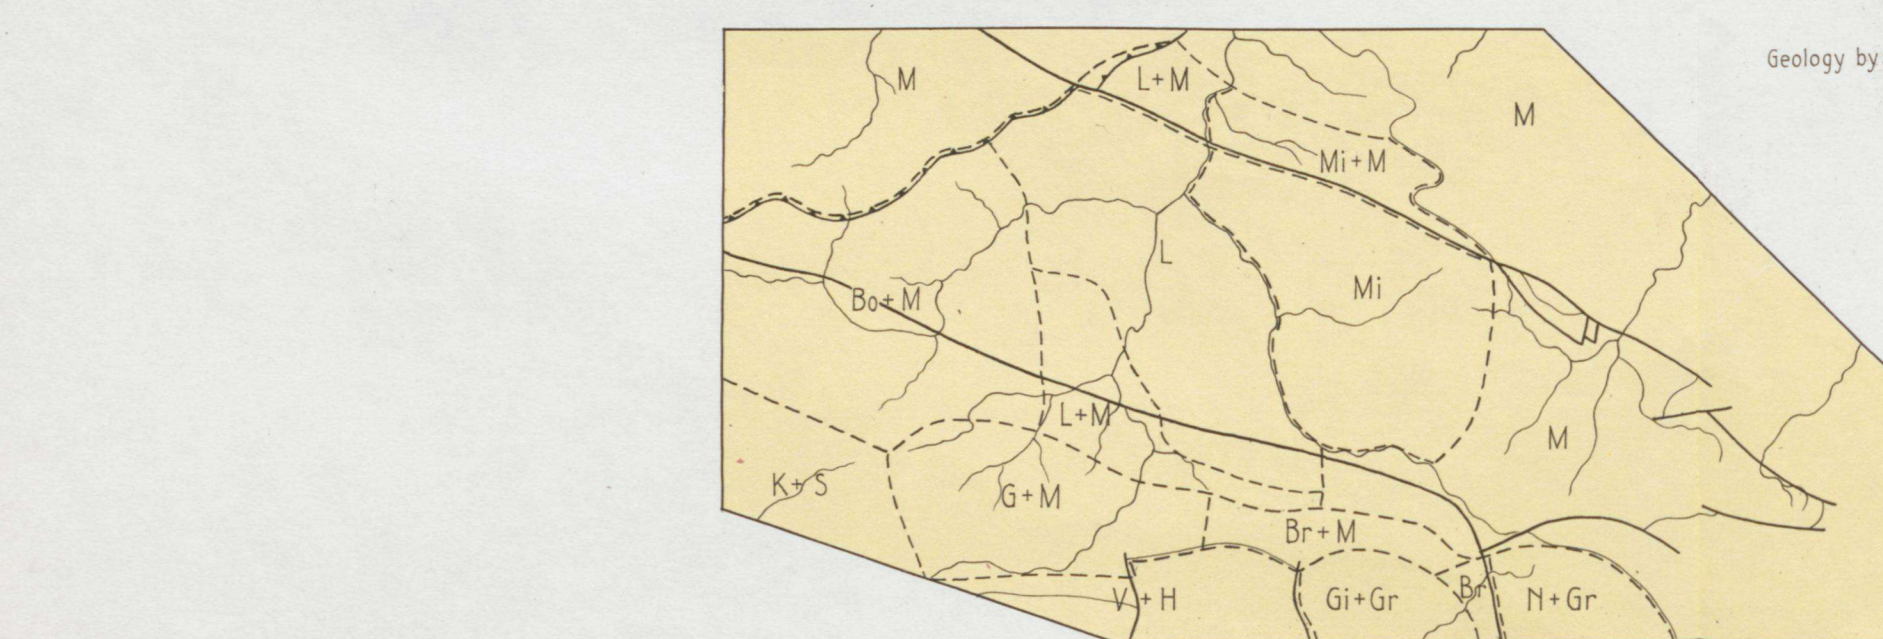 Geology by
M
L+M
M
Mi+M
L
Mi
Bo+M
L+M
M
K+S
G+M
Br+M
V+H
Gi+Gr
Br
N+Gr